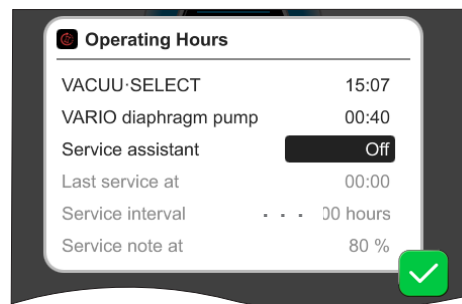 Operating Hours
VACUU·SELECT 15:07
VARIO diaphragm pump 00:40
Service assistant Off
Last service at 00:00
Service interval . . . 00 hours
Service note at 80 %